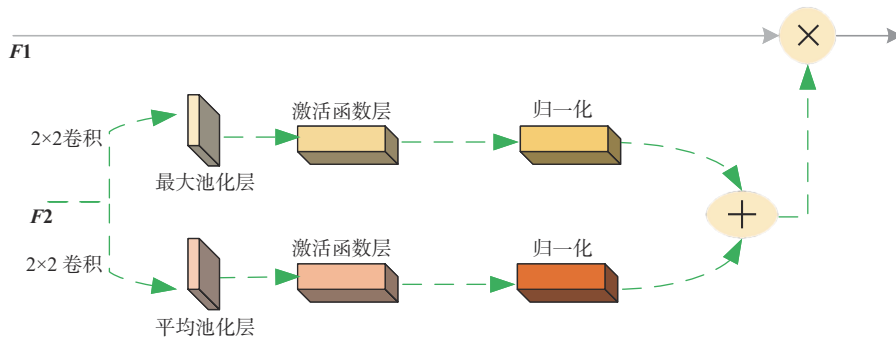 F1
激活函数层
归一化
2×2卷积
最大池化层
F2
激活函数层
归一化
2×2 卷积
平均池化层